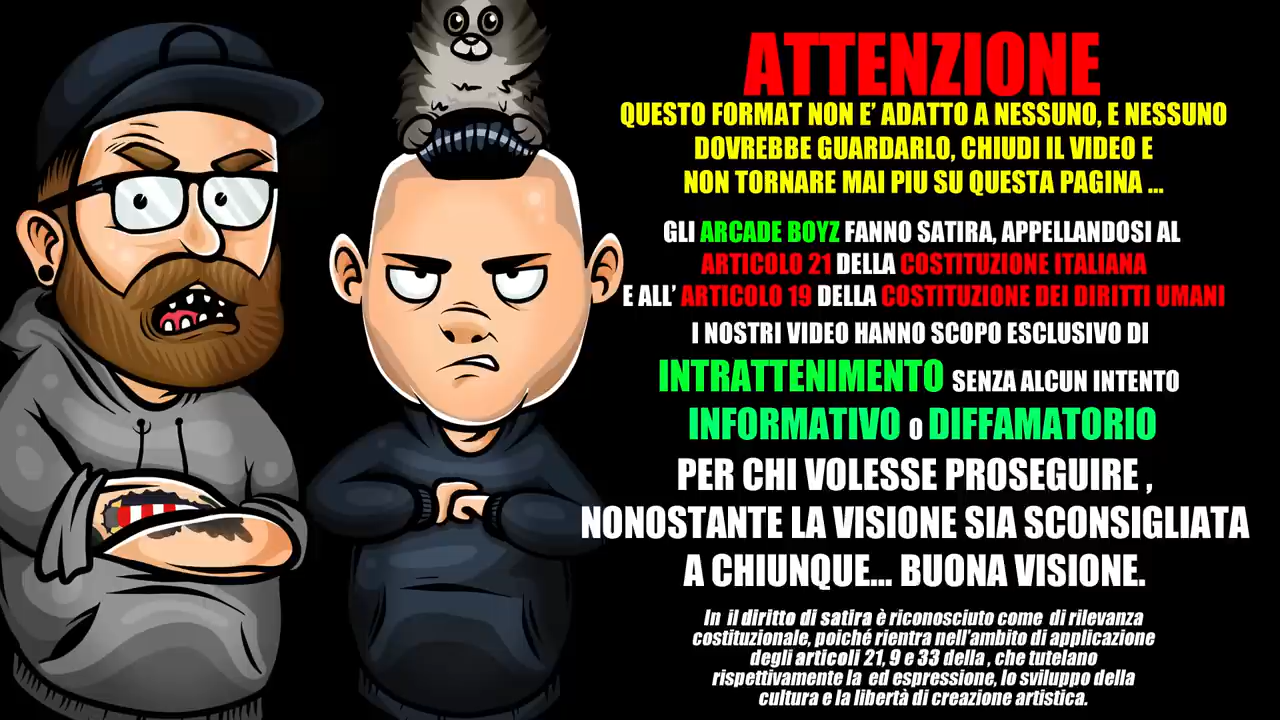 ATTENZIONE
QUESTO FORMAT NON E' ADATTO A NESSUNO, E NESSUNO
DOVREBBE GUARDARLO, CHIUDI IL VIDEO E
NON TORNARE MAI PIU SU QUESTA PAGINA ...
GLI ARCADE BOYZ FANNO SATIRA, APPELLANDOSI AL
ARTICOLO 21 DELLA COSTITUZIONE ITALIANA
E ALL' ARTICOLO 19 DELLA COSTITUZIONE DEI DIRITTI UMANI
I NOSTRI VIDEO HANNO SCOPO ESCLUSIVO DI
INTRATTENIMENTO SENZA ALCUN INTENTO
INFORMATIVO O DIFFAMATORIO
PER CHI VOLESSE PROSEGUIRE ,
NONOSTANTE LA VISIONE SIA SCONSIGLIATA
A CHIUNQUE... BUONA VISIONE.
In il diritto di satira è riconosciuto come di rilevanza
costituzionale, poiché rientra nell'ambito di applicazione
degli articoli 21, 9 e 33 della , che tutelano
rispettivamente la ed espressione, lo sviluppo della
cultura e la libertà di creazione artistica.